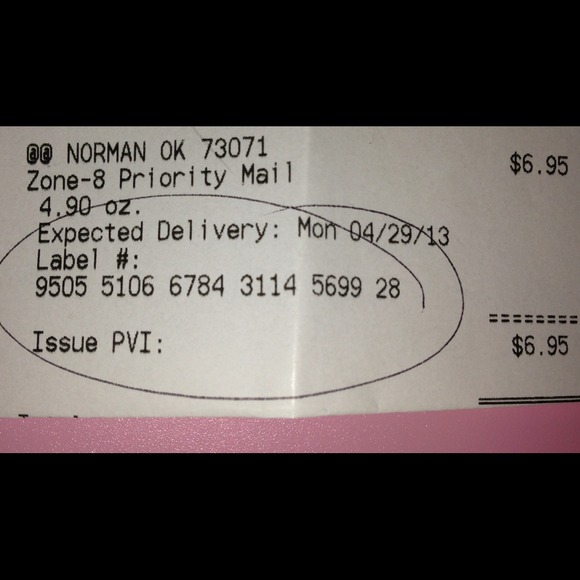 @@ NORMAN OK 73071 $6.95
Zone-8 Priority Mail
4.90 oz.
Expected Delivery: Mon 04/29/13
Label #:
9505 5106 6784 3114 5699 28
========
Issue PVI: $6.95